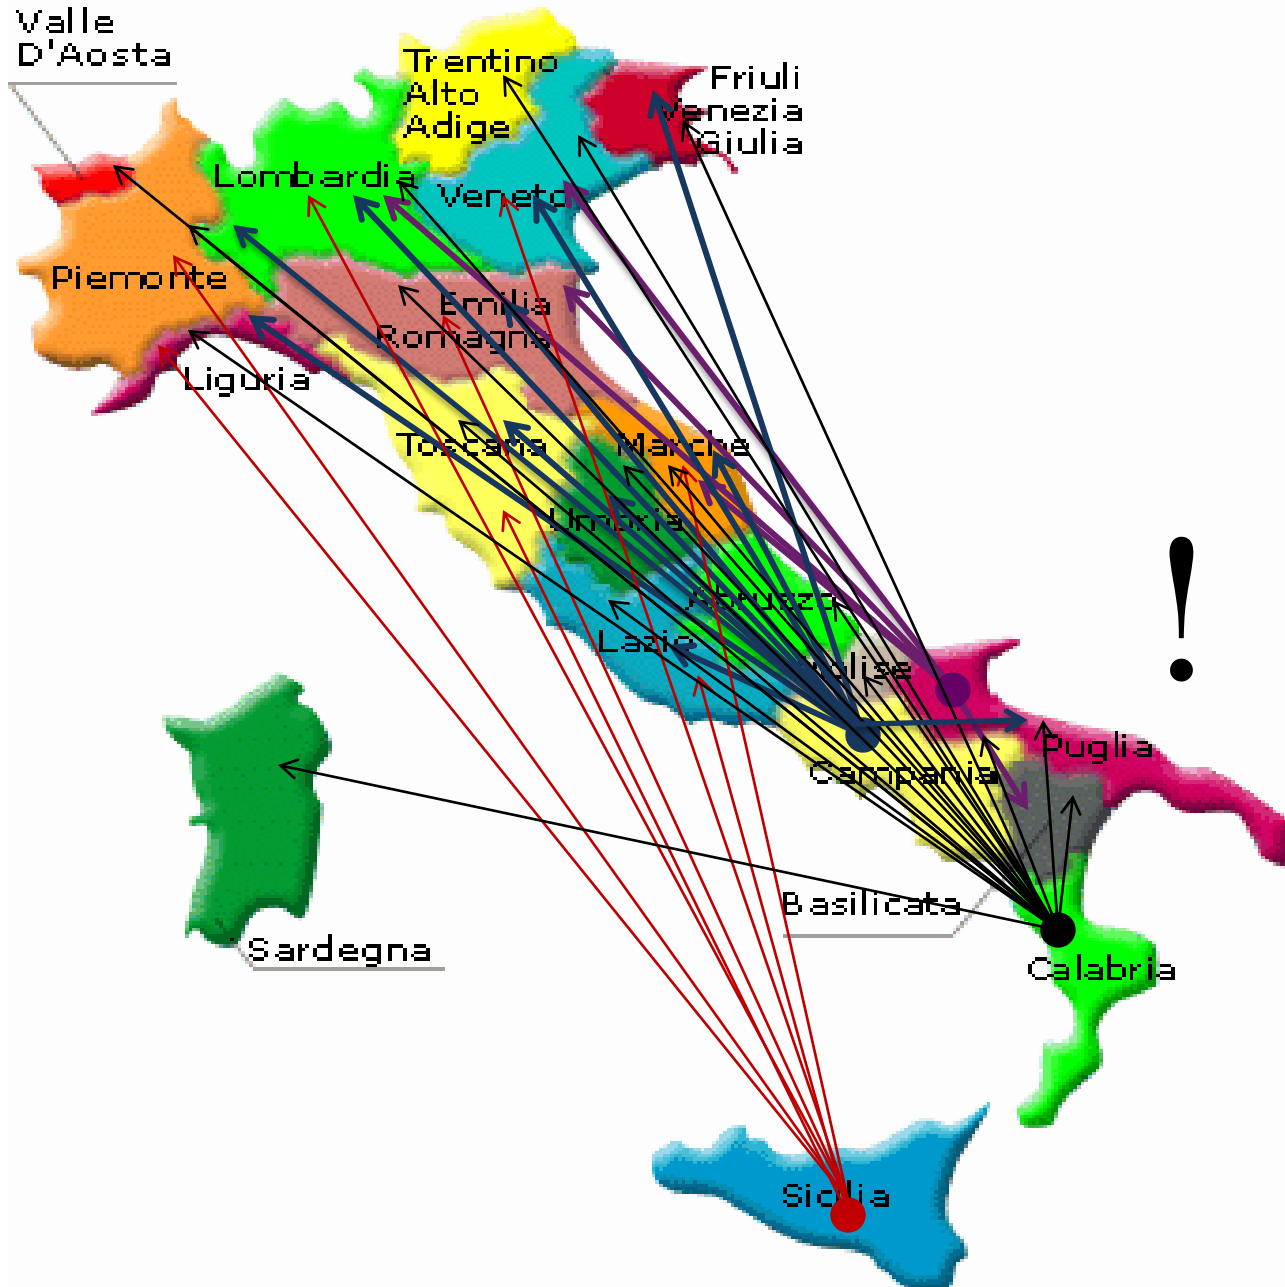 Valle
D'Aosta
Trentino
Alto
Adige
Friuli
Venezia
Giulia
Lombardia
Veneto
Piemonte
Emilia
Romagna
Liguria
Toscana
Marche
Umbria
Abruzzo
Lazio
Molise
!
Puglia
Campania
Basilicata
Sardegna
Calabria
Sicilia